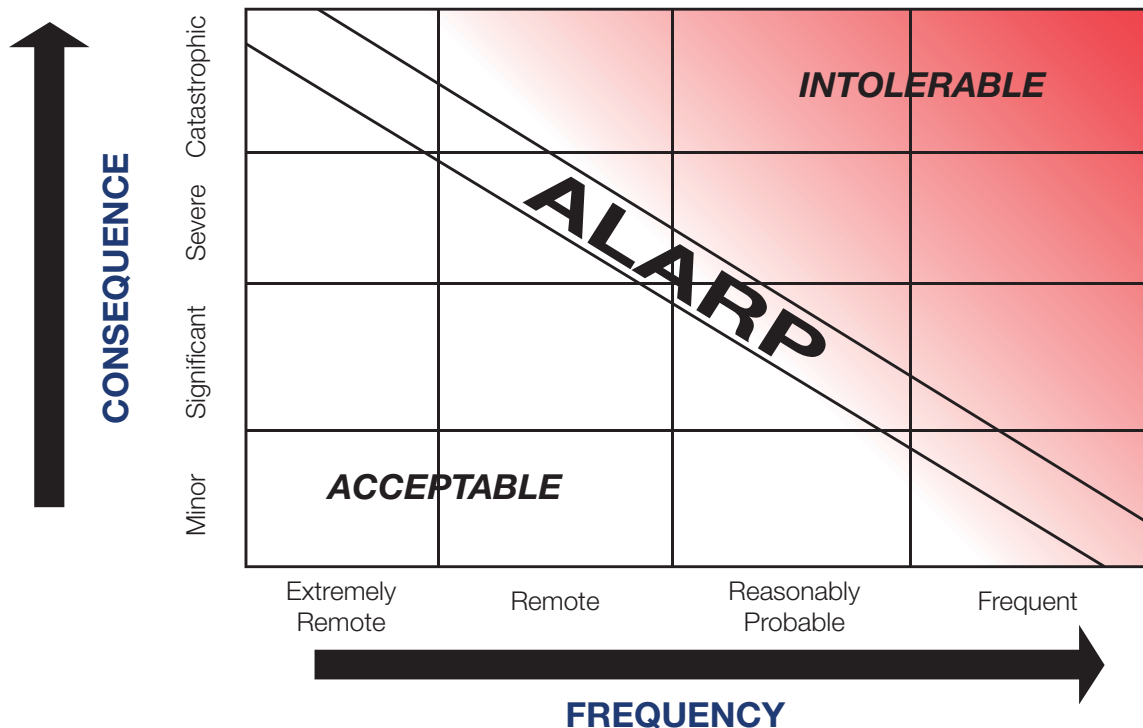 CONSEQUENCE
Catastrophic
Severe
Significant
Minor
INTOLERABLE
ALARP
ACCEPTABLE
Extremely
Remote
Remote
Reasonably
Probable
Frequent
FREQUENCY